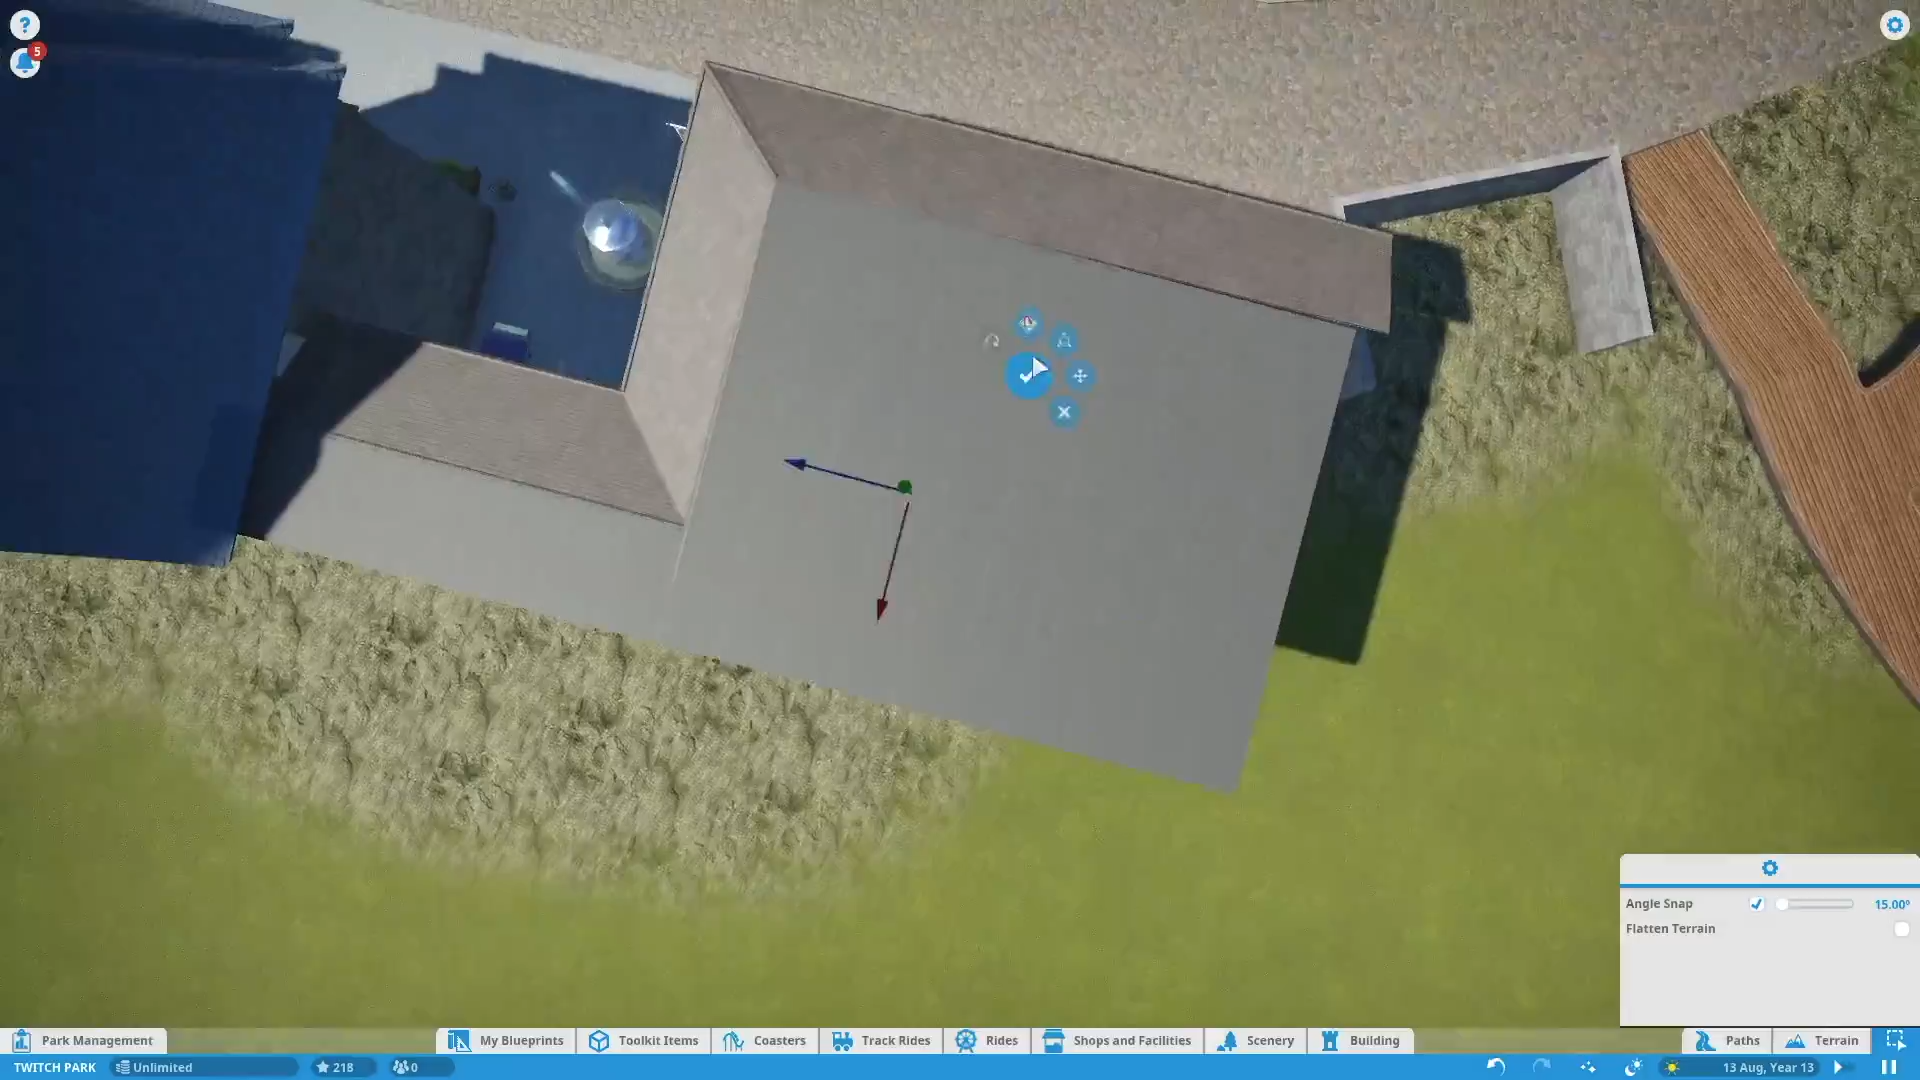 ?
5
Angle Snap 15.00°
Flatten Terrain
Park Management My Blueprints Toolkit Items Coasters Track Rides Rides Shops and Facilities Scenery Building Paths Terrain
TWITCH PARK Unlimited 218 0 13 Aug, Year 13